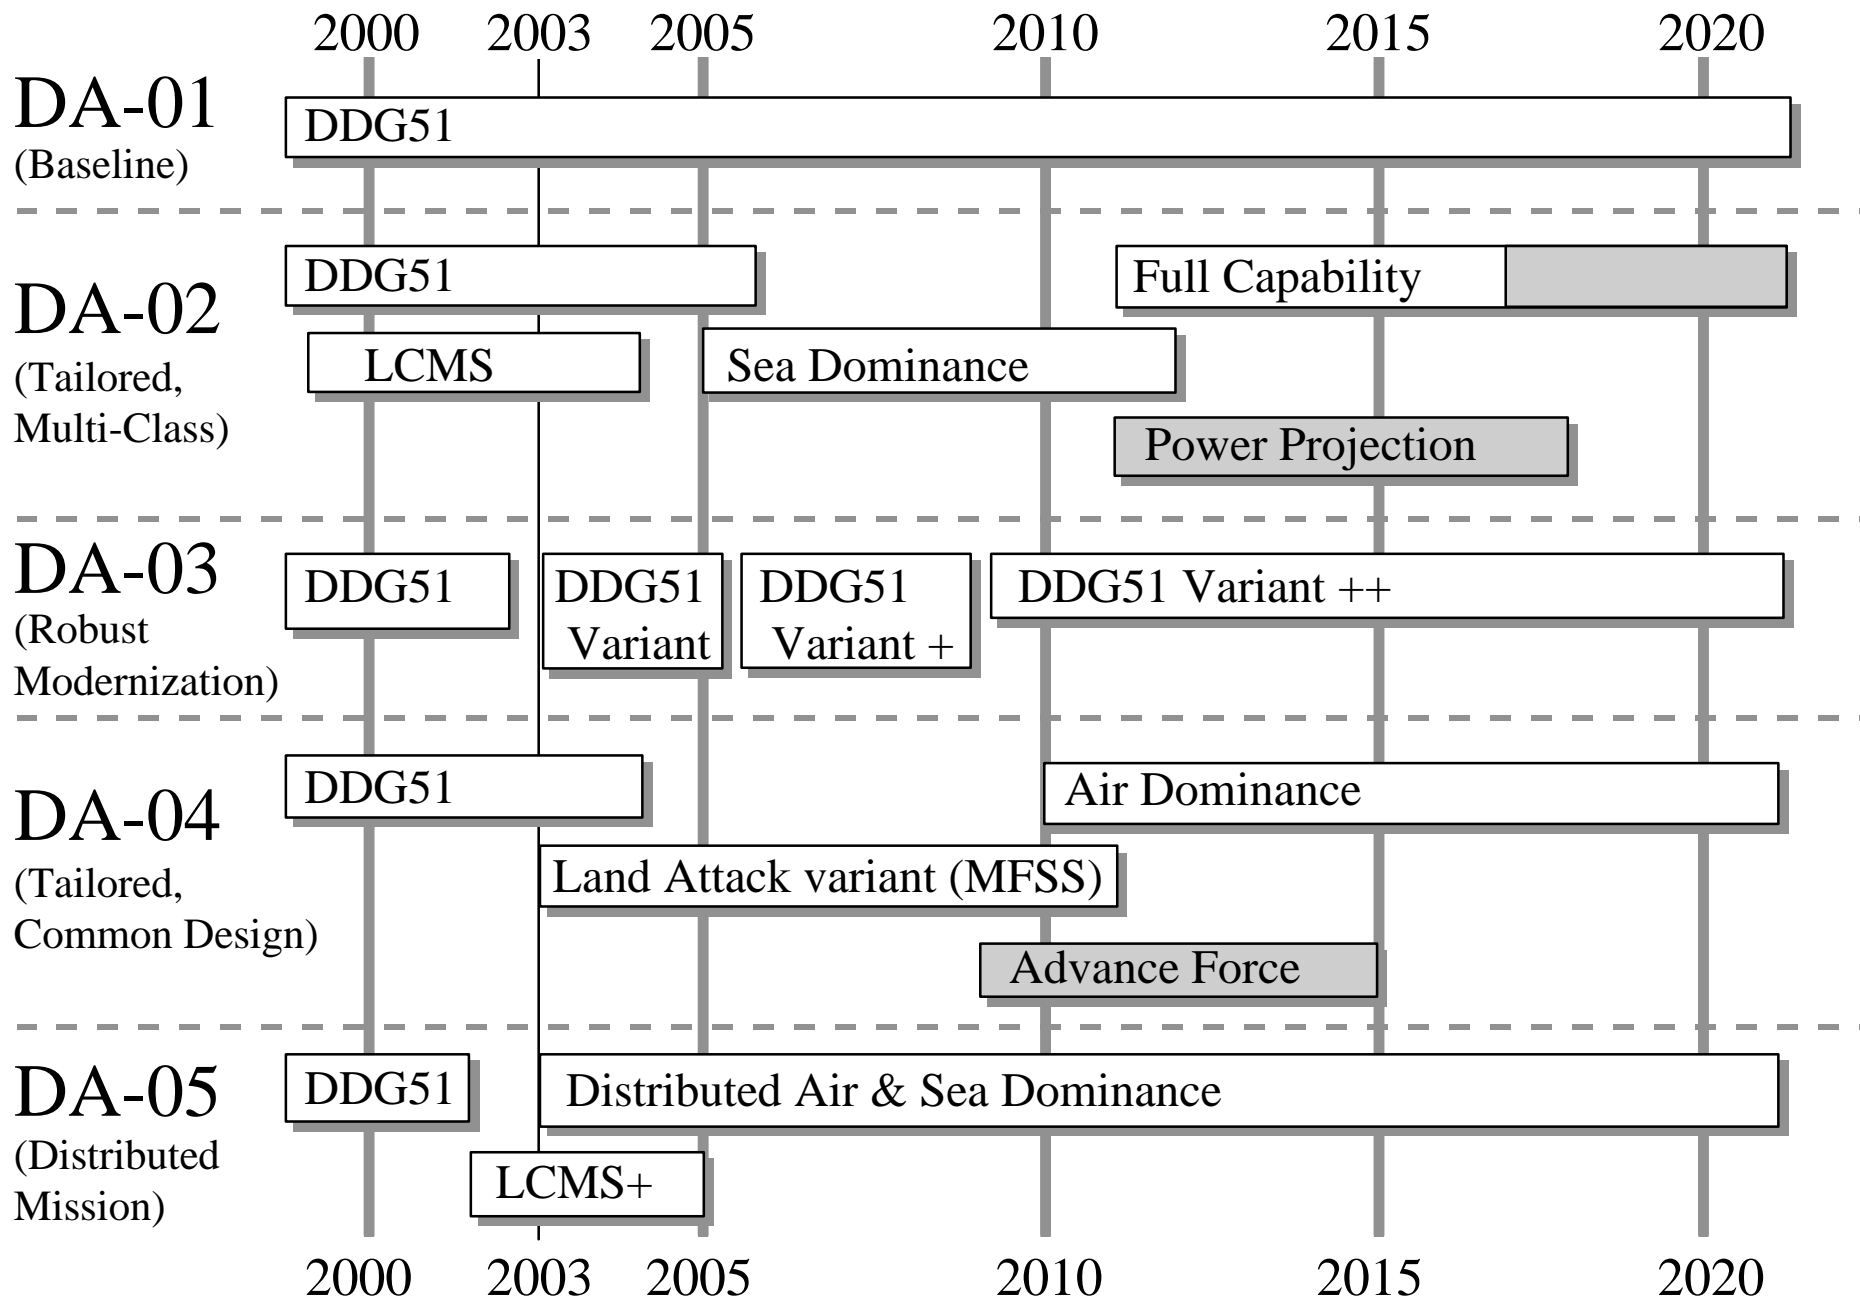 2000 2003 2005 2010 2015 2020
DA-01
(Baseline)
DDG51
DA-02
(Tailored,
Multi-Class)
DDG51
Full Capability
LCMS
Sea Dominance
Power Projection
DA-03
(Robust
Modernization)
DDG51
DDG51
Variant
DDG51
Variant +
DDG51 Variant ++
DA-04
(Tailored,
Common Design)
DDG51
Air Dominance
Land Attack variant (MFSS)
Advance Force
DA-05
(Distributed
Mission)
DDG51
Distributed Air & Sea Dominance
LCMS+
2000 2003 2005 2010 2015 2020